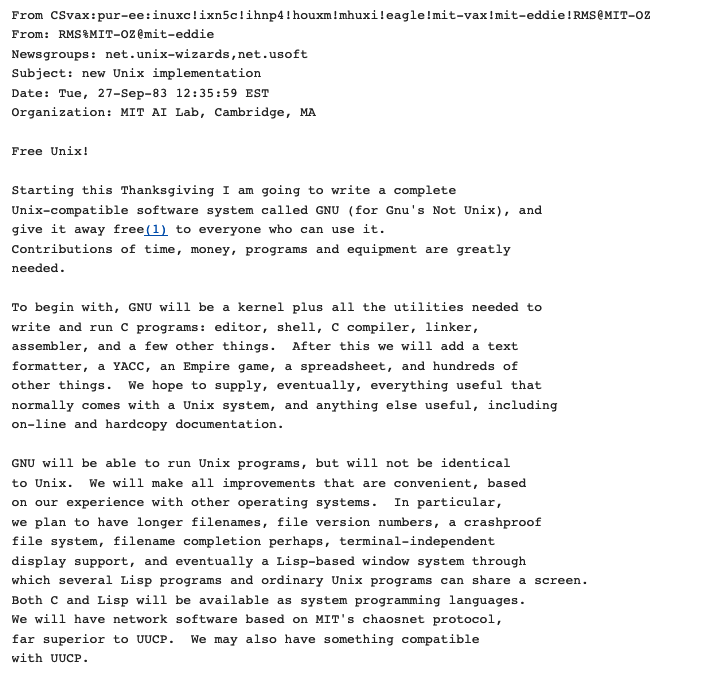 From CSvax:pur-ee:inuxc!ixn5c!ihnp4!houxm!mhuxi!eagle!mit-vax!mit-eddie!RMS@MIT-OZ
From: RMS%MIT-OZ@mit-eddie
Newsgroups: net.unix-wizards,net.usoft
Subject: new Unix implementation
Date: Tue, 27-Sep-83 12:35:59 EST
Organization: MIT AI Lab, Cambridge, MA

Free Unix!

Starting this Thanksgiving I am going to write a complete
Unix-compatible software system called GNU (for Gnu's Not Unix), and
give it away free(1) to everyone who can use it.
Contributions of time, money, programs and equipment are greatly
needed.

To begin with, GNU will be a kernel plus all the utilities needed to
write and run C programs: editor, shell, C compiler, linker,
assembler, and a few other things.  After this we will add a text
formatter, a YACC, an Empire game, a spreadsheet, and hundreds of
other things.  We hope to supply, eventually, everything useful that
normally comes with a Unix system, and anything else useful, including
on-line and hardcopy documentation.

GNU will be able to run Unix programs, but will not be identical
to Unix.  We will make all improvements that are convenient, based
on our experience with other operating systems.  In particular,
we plan to have longer filenames, file version numbers, a crashproof
file system, filename completion perhaps, terminal-independent
display support, and eventually a Lisp-based window system through
which several Lisp programs and ordinary Unix programs can share a screen.
Both C and Lisp will be available as system programming languages.
We will have network software based on MIT's chaosnet protocol,
far superior to UUCP.  We may also have something compatible
with UUCP.